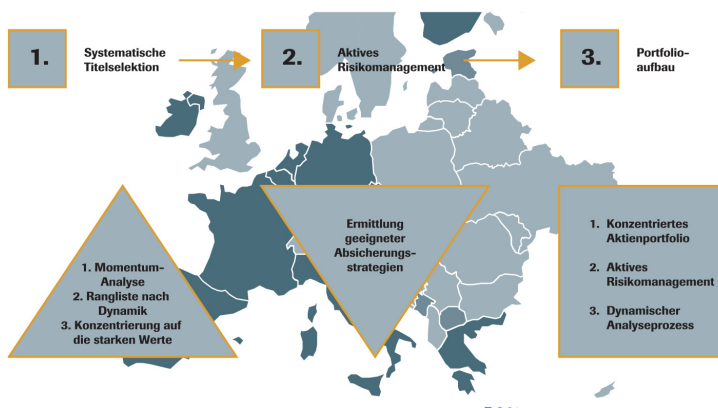 1.
Systematische
Titelselektion
2.
Aktives
Risikomanagement
3.
Portfolio-
aufbau
1. Momentum-
Analyse
2. Rangliste nach
Dynamik
3. Konzentrierung auf
die starken Werte
Ermittlung
geeigneter
Absicherungs-
strategien
1. Konzentriertes
Aktienportfolio
2. Aktives
Risikomanagement
3. Dynamischer
Analyseprozess